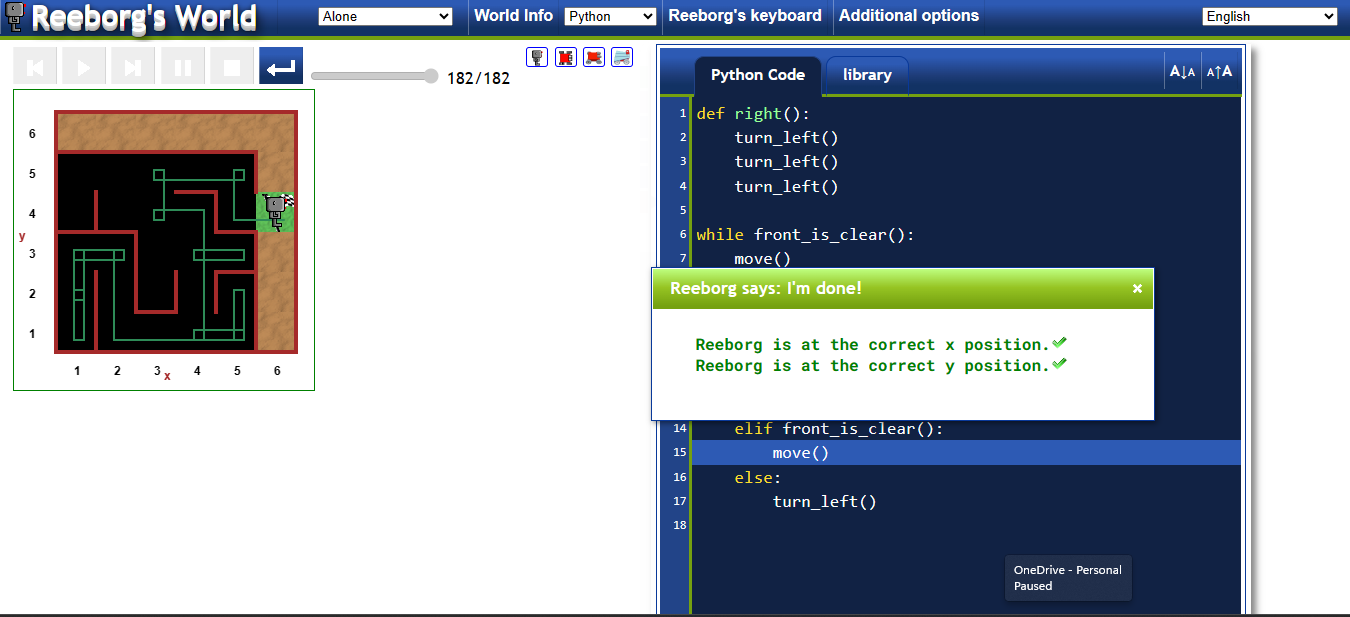 Reeborg's World
Alone
World Info
Python
Reeborg's keyboard
Additional options
English
182/182
6
5
4
3
2
1
y
1 2 3 4 5 6
x
Python Code
library
A↓A A↑A
1 def right():
2 turn_left()
3 turn_left()
4 turn_left()
5
6 while front_is_clear():
7 move()
Reeborg says: I'm done!
×
Reeborg is at the correct x position.✔
Reeborg is at the correct y position.✔
14 elif front_is_clear():
15 move()
16 else:
17 turn_left()
18
OneDrive - Personal
Paused